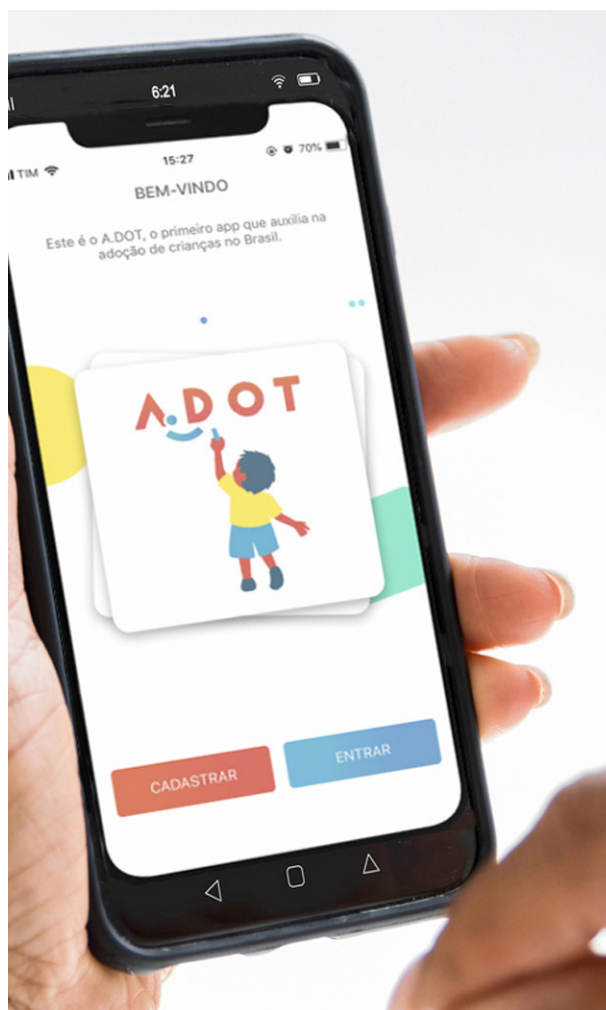 6:21
TIM 15:27 70%
BEM-VINDO
Este é o A.DOT, o primeiro app que auxilia na
adoção de crianças no Brasil.
A.DOT
CADASTRAR ENTRAR